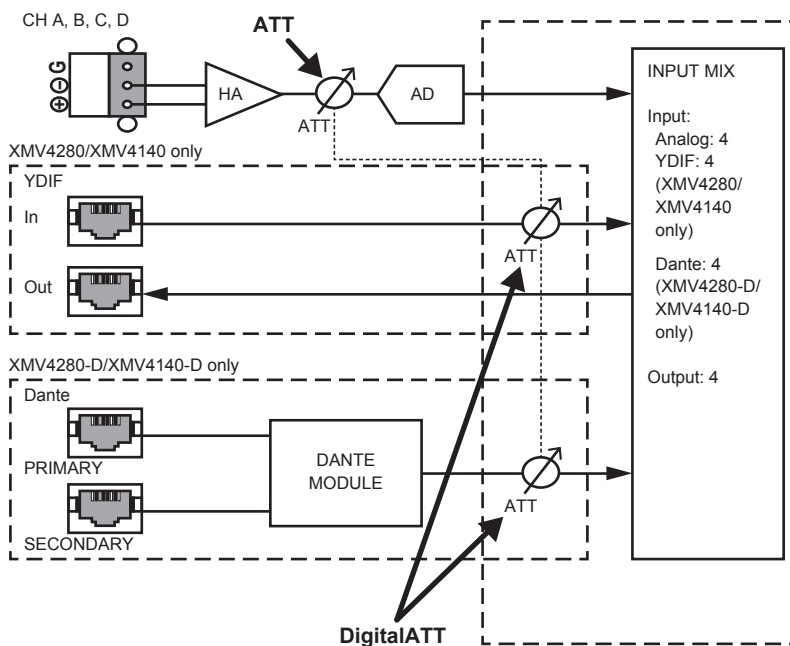 CH A, B, C, D
ATT
⊕⊖G
HA
ATT
AD
XMV4280/XMV4140 only
YDIF
In
Out
ATT
XMV4280-D/XMV4140-D only
Dante
PRIMARY
SECONDARY
DANTE
MODULE
ATT
DigitalATT
INPUT MIX
Input:
Analog: 4
YDIF: 4
(XMV4280/
XMV4140
only)
Dante: 4
(XMV4280-D/
XMV4140-D
only)
Output: 4